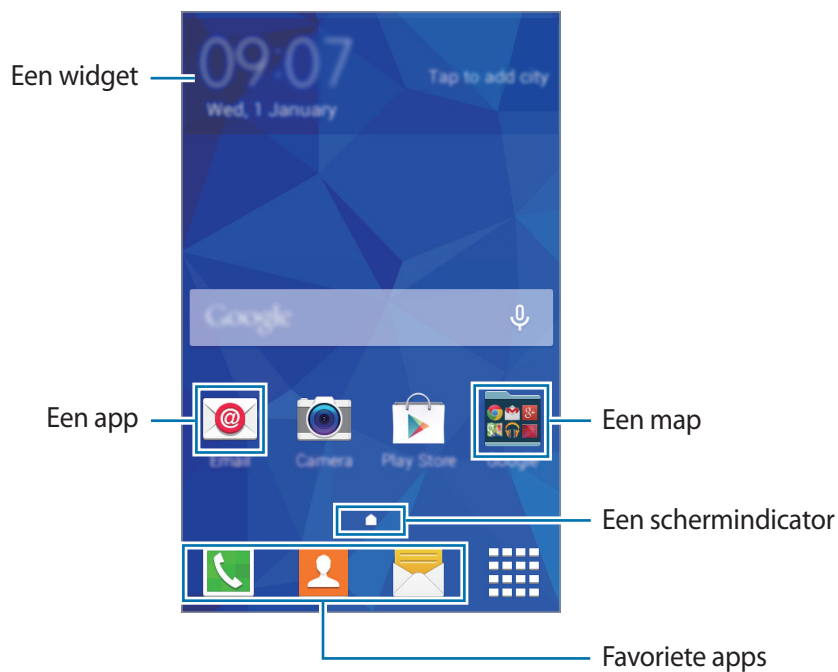 Een widget
09:07
Tap to add city
Wed, 1 January
Google
Een app
Een map
Email
Camera
Play Store
Google
Een schermindicator
Favoriete apps